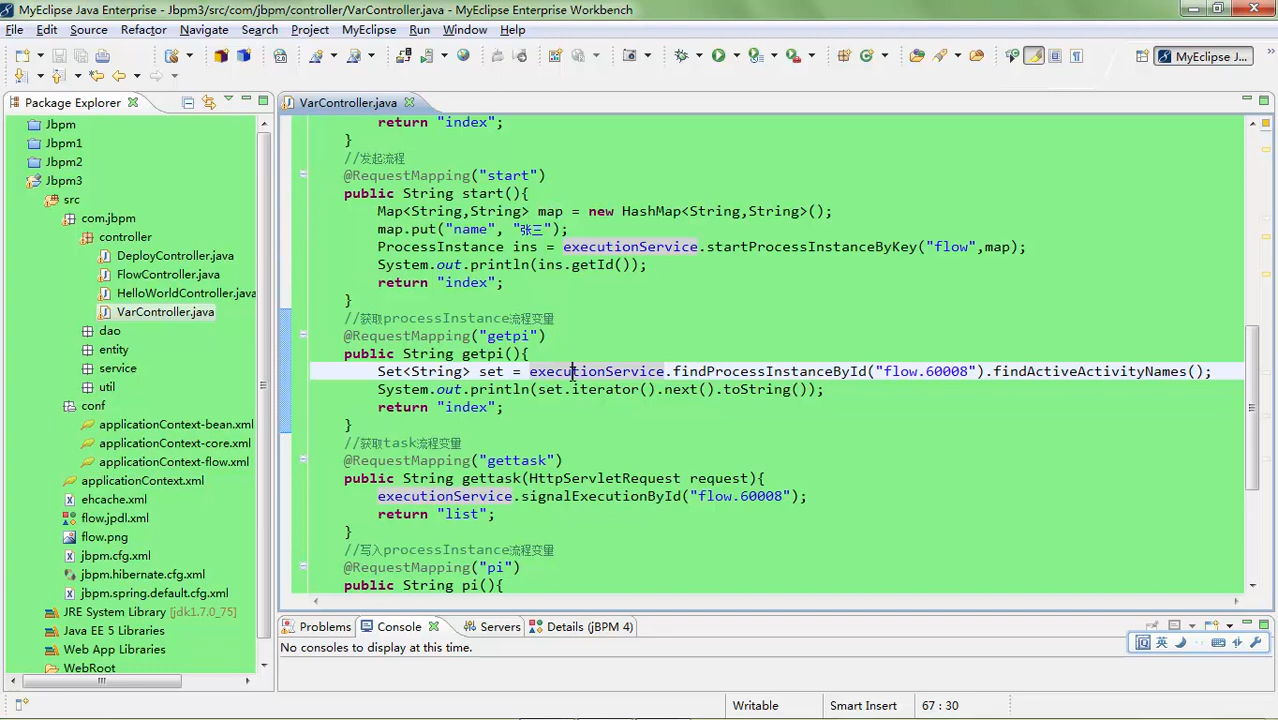 MyEclipse Java Enterprise - Jbpm3/src/com/jbpm/controller/VarController.java - MyEclipse Enterprise Workbench
File Edit Source Refactor Navigate Search Project MyEclipse Run Window Help
MyEclipse J...
Package Explorer
VarController.java
Jbpm
Jbpm1
Jbpm2
Jbpm3
src
com.jbpm
controller
DeployController.java
FlowController.java
HelloWorldController.java
VarController.java
dao
entity
service
util
conf
applicationContext-bean.xml
applicationContext-core.xml
applicationContext-flow.xml
applicationContext.xml
ehcache.xml
flow.jpdl.xml
flow.png
jbpm.cfg.xml
jbpm.hibernate.cfg.xml
jbpm.spring.default.cfg.xml
JRE System Library [jdk1.7.0_75]
Java EE 5 Libraries
Web App Libraries
WebRoot
return "index";
}
//发起流程
@RequestMapping("start")
public String start(){
Map<String,String> map = new HashMap<String,String>();
map.put("name", "张三");
ProcessInstance ins = executionService.startProcessInstanceByKey("flow",map);
System.out.println(ins.getId());
return "index";
}
//获取processInstance流程变量
@RequestMapping("getpi")
public String getpi(){
Set<String> set = executionService.findProcessInstanceById("flow.60008").findActiveActivityNames();
System.out.println(set.iterator().next().toString());
return "index";
}
//获取task流程变量
@RequestMapping("gettask")
public String gettask(HttpServletRequest request){
executionService.signalExecutionById("flow.60008");
return "list";
}
//写入processInstance流程变量
@RequestMapping("pi")
public String pi(){
Problems Console Servers Details (jBPM 4)
No consoles to display at this time.
英
Writable Smart Insert 67 : 30